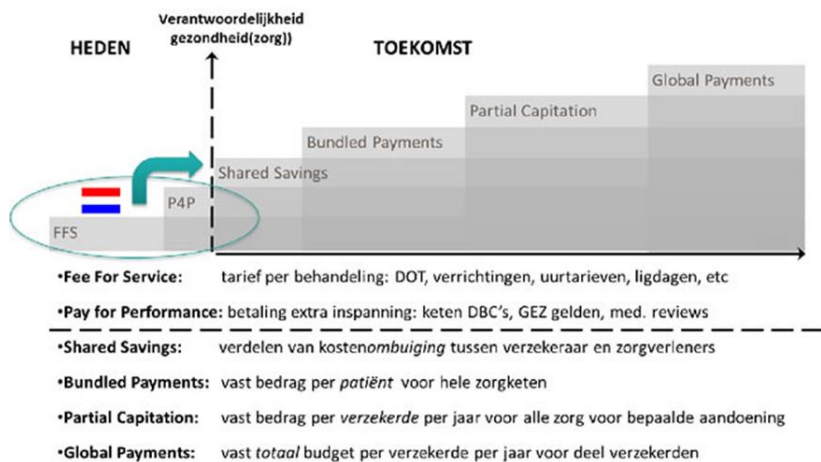 Verantwoordelijkheid
gezondheid(zorg))
HEDEN
TOEKOMST
Global Payments
Partial Capitation
Bundled Payments
Shared Savings
P4P
FFS
•Fee For Service: tarief per behandeling: DOT, verrichtingen, uurtarieven, ligdagen, etc
•Pay for Performance: betaling extra inspanning: keten DBC's, GEZ gelden, med. reviews
•Shared Savings: verdelen van kostenombuiging tussen verzekeraar en zorgverleners
•Bundled Payments: vast bedrag per patiënt voor hele zorgketen
•Partial Capitation: vast bedrag per verzekerde per jaar voor alle zorg voor bepaalde aandoening
•Global Payments: vast totaal budget per verzekerde per jaar voor deel verzekerden